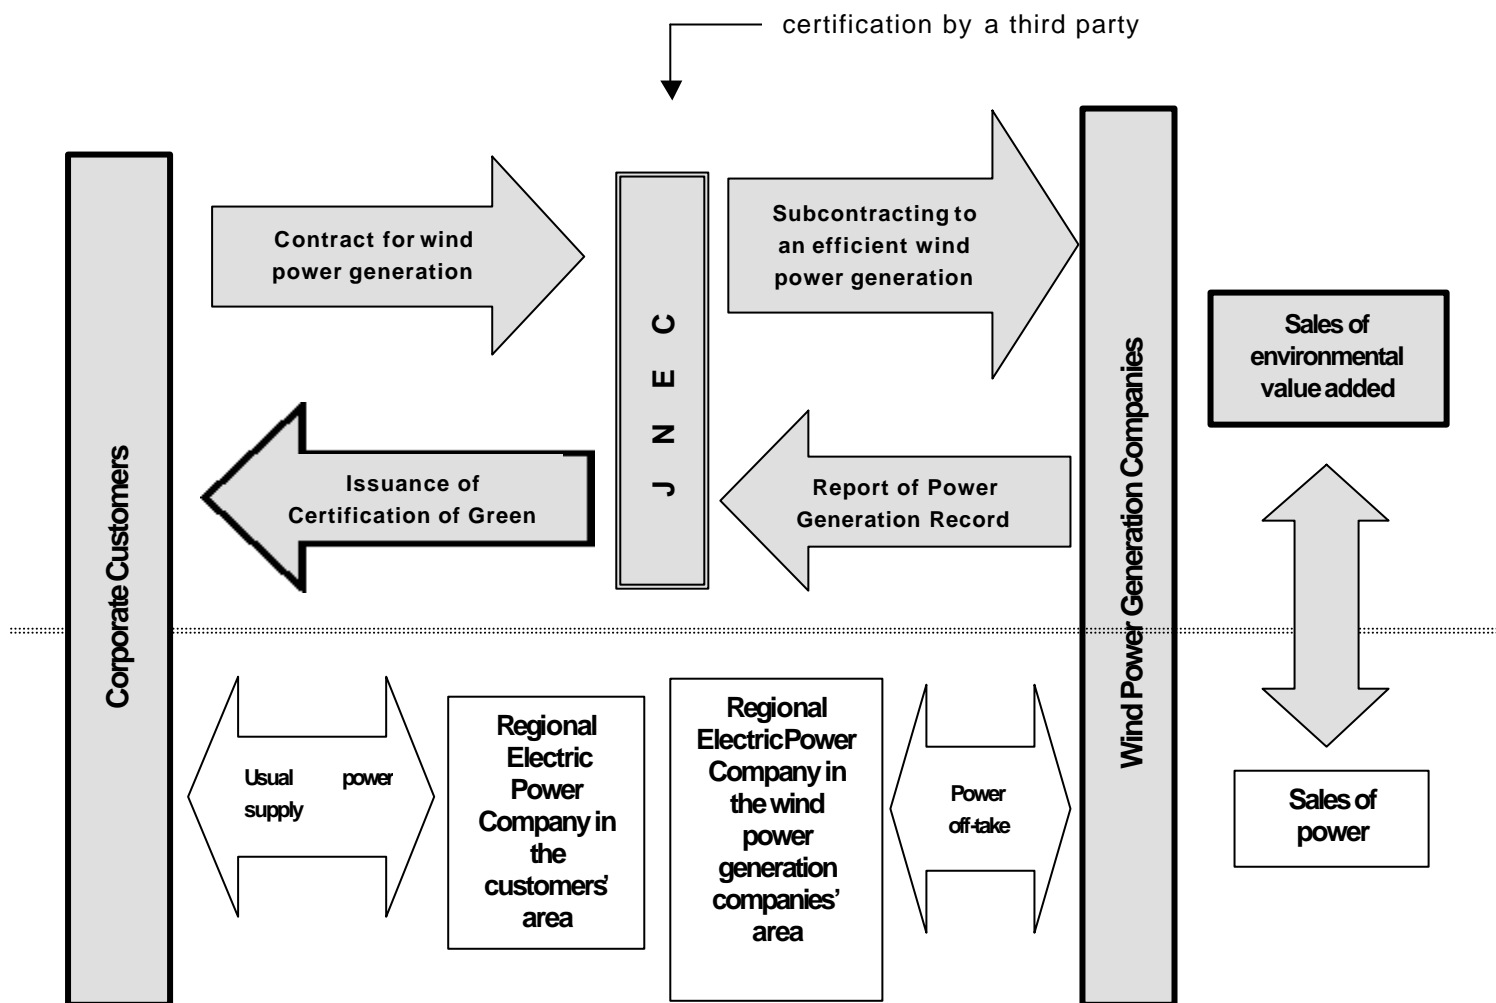 certification by a third party
Contract for wind
power generation
Subcontracting to
an efficient wind
power generation
J N E C
Sales of
environmental
value added
Issuance of
Certification of Green
Report of Power
Generation Record
Corporate Customers
Wind Power Generation Companies
Usual power
supply
Regional
Electric
Power
Company in
the
customers’
area
Regional
Electric Power
Company in
the wind
power
generation
companies’
area
Power
off-take
Sales of
power